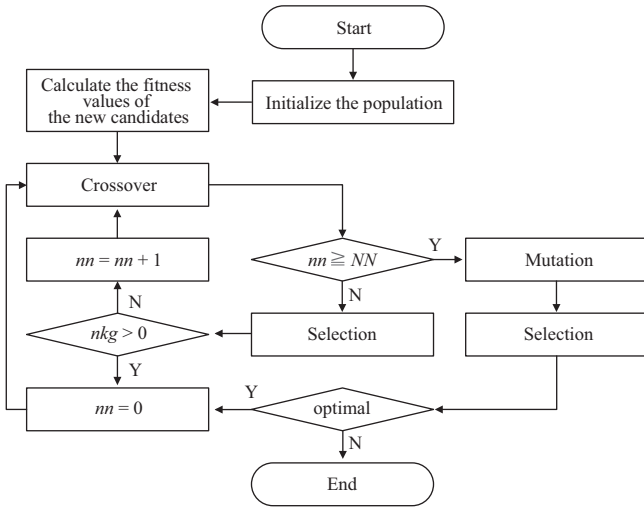 Start
Initialize the population
Calculate the fitness
values of
the new candidates
Crossover
nn = nn + 1
nn ≧ NN
Y
Mutation
N
N
nkg > 0
Selection
Selection
Y
nn = 0
Y
optimal
N
End